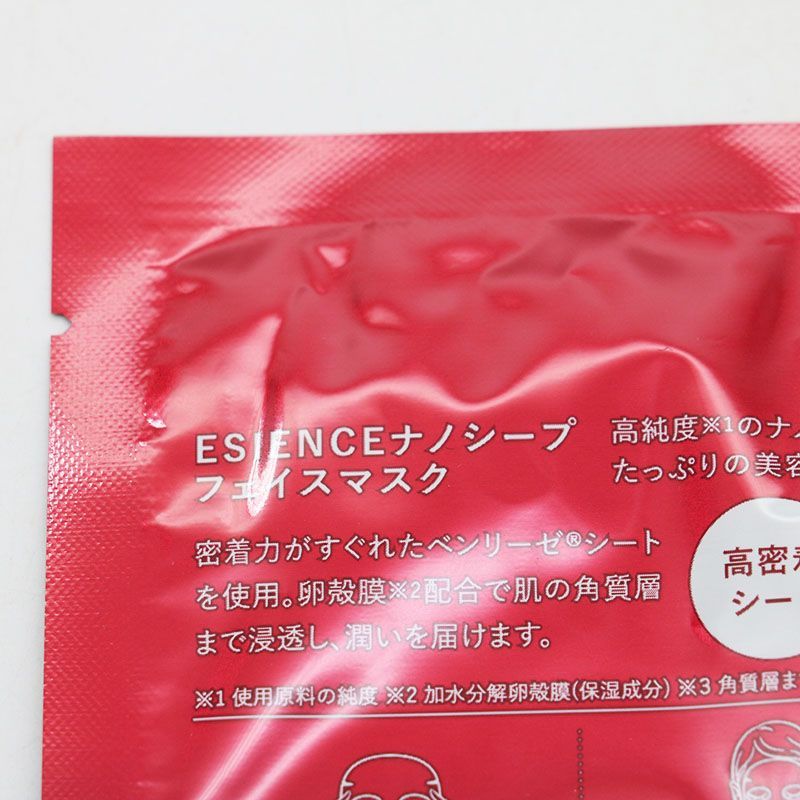 ESIENCEナノシープ
フェイスマスク
高純度※1のナノ
たっぷりの美容
密着力がすぐれたベンリーゼ®シート
を使用。卵殻膜※2配合で肌の角質層
まで浸透し、潤いを届けます。
高密着
シー
※1 使用原料の純度 ※2 加水分解卵殻膜(保湿成分) ※3 角質層ま